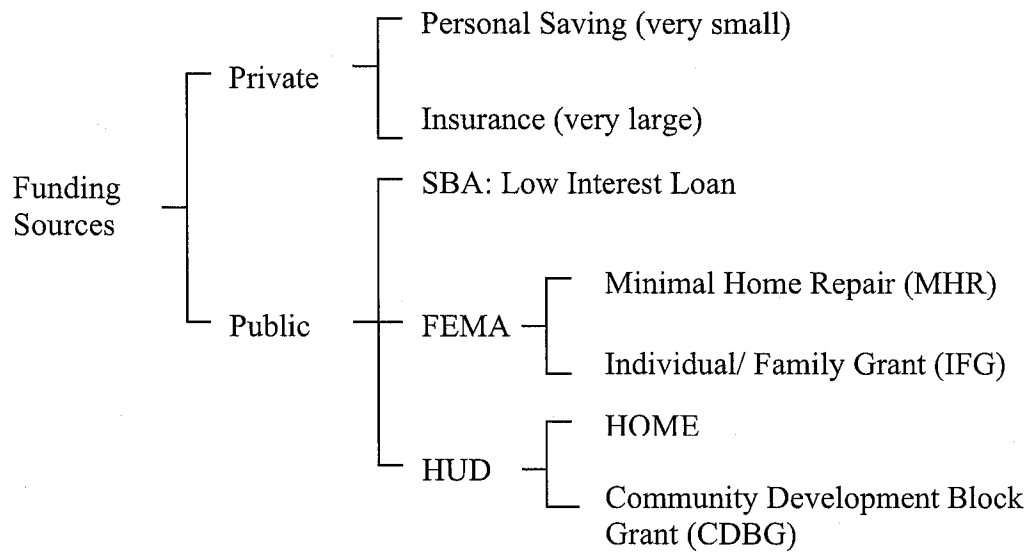 Personal Saving (very small)
Private
Insurance (very large)
Funding
Sources
SBA: Low Interest Loan
Minimal Home Repair (MHR)
Public
FEMA
Individual/ Family Grant (IFG)
HOME
HUD
Community Development Block
Grant (CDBG)